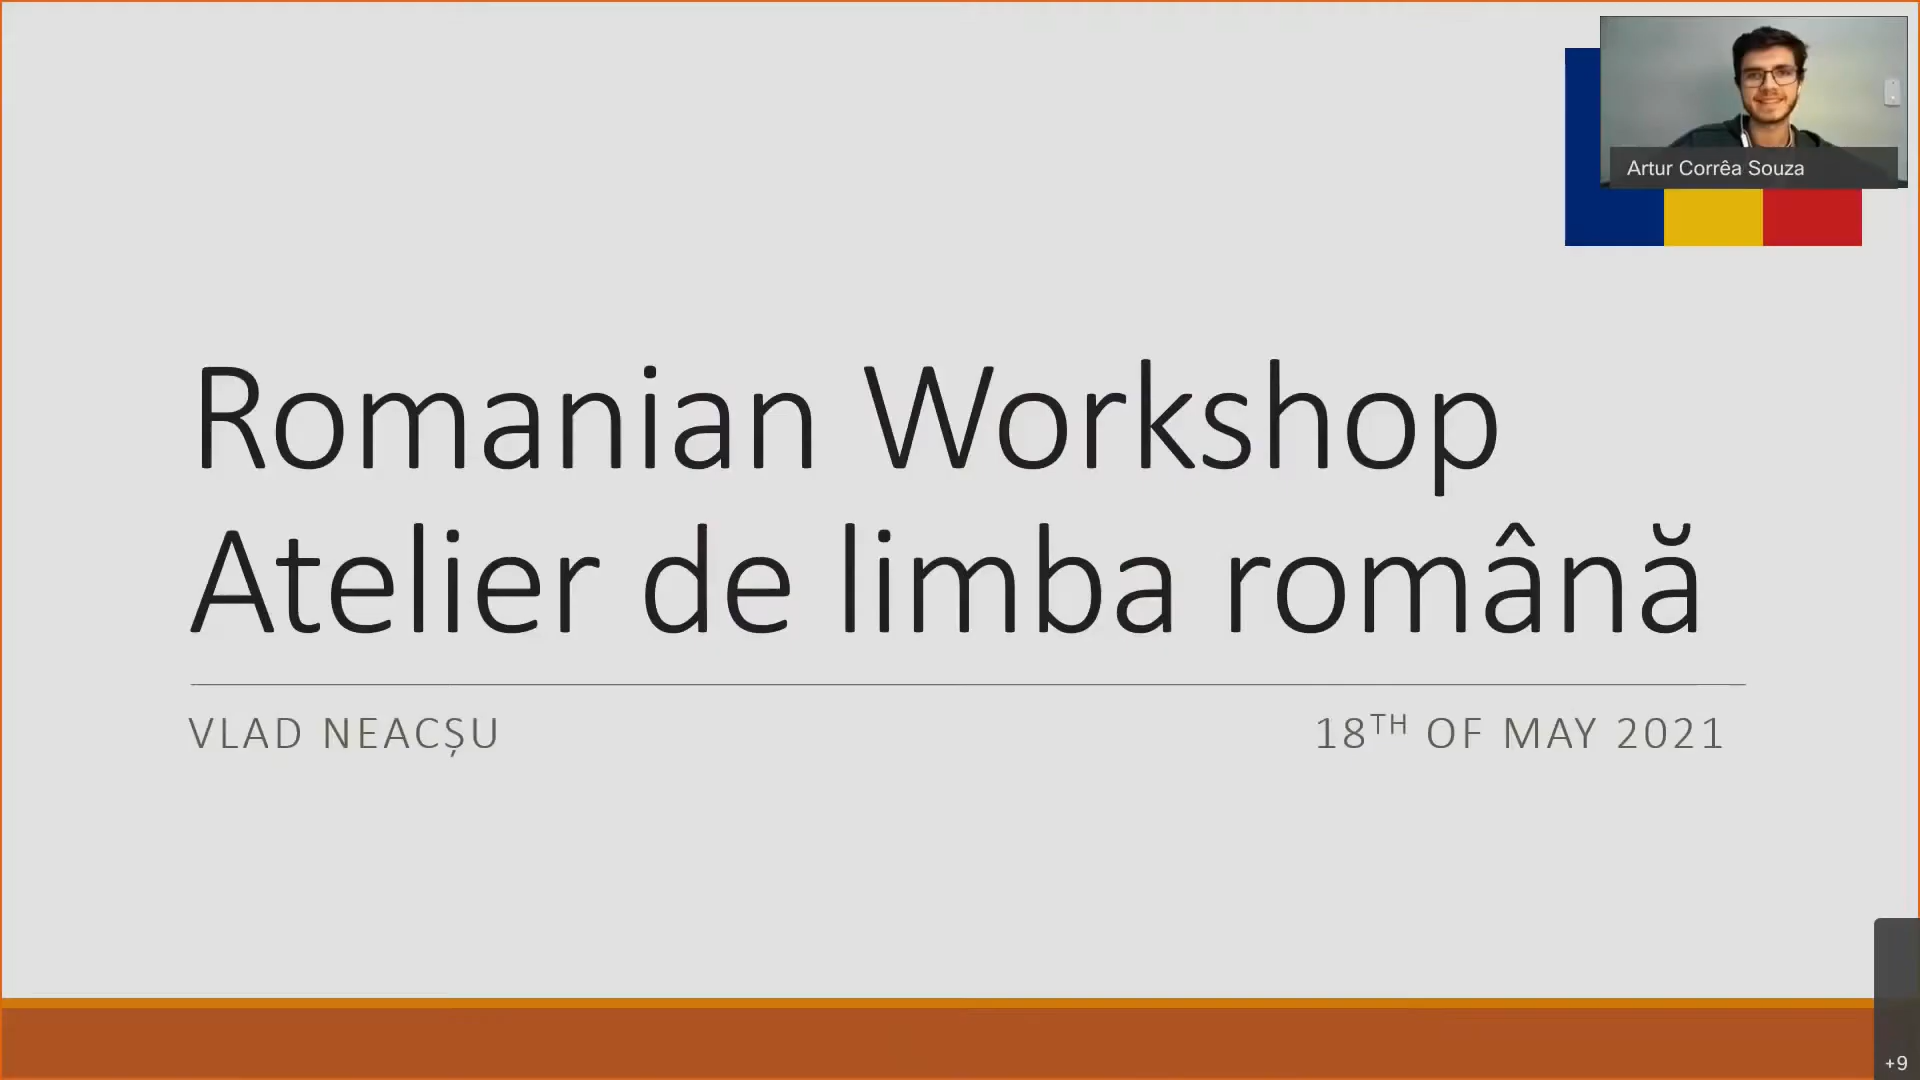 Artur Corrêa Souza
Romanian Workshop
Atelier de limba română
VLAD NEACȘU
18TH OF MAY 2021
+9